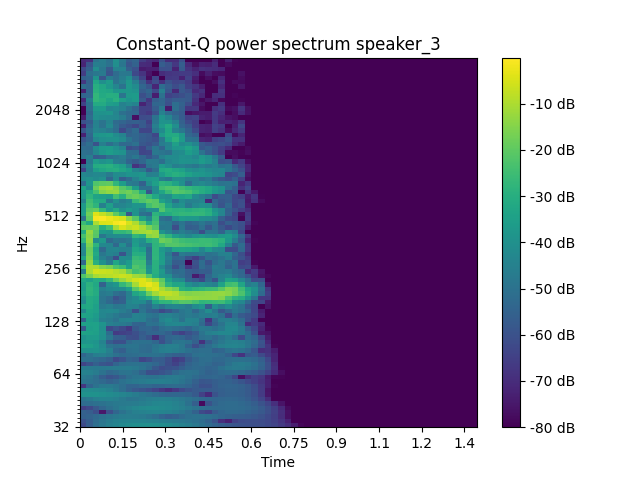 Constant-Q power spectrum speaker_3
Hz
2048
1024
512
256
128
64
32
0 0.15 0.3 0.45 0.6 0.75 0.9 1.1 1.2 1.4
Time
-10 dB
-20 dB
-30 dB
-40 dB
-50 dB
-60 dB
-70 dB
-80 dB